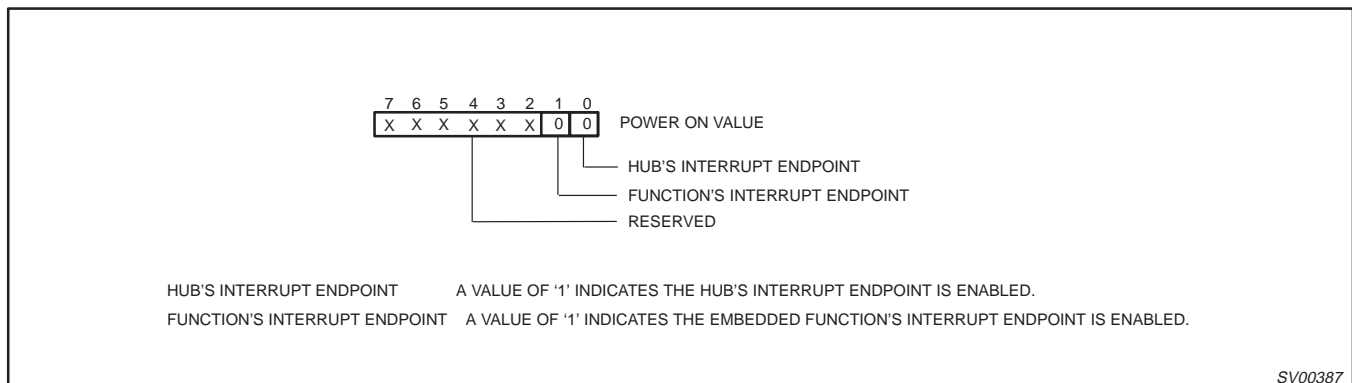 7 6 5 4 3 2 1 0
X X X X X X 0 0 POWER ON VALUE
HUB’S INTERRUPT ENDPOINT
FUNCTION’S INTERRUPT ENDPOINT
RESERVED
HUB’S INTERRUPT ENDPOINT A VALUE OF ‘1’ INDICATES THE HUB’S INTERRUPT ENDPOINT IS ENABLED.
FUNCTION’S INTERRUPT ENDPOINT A VALUE OF ‘1’ INDICATES THE EMBEDDED FUNCTION’S INTERRUPT ENDPOINT IS ENABLED.
SV00387